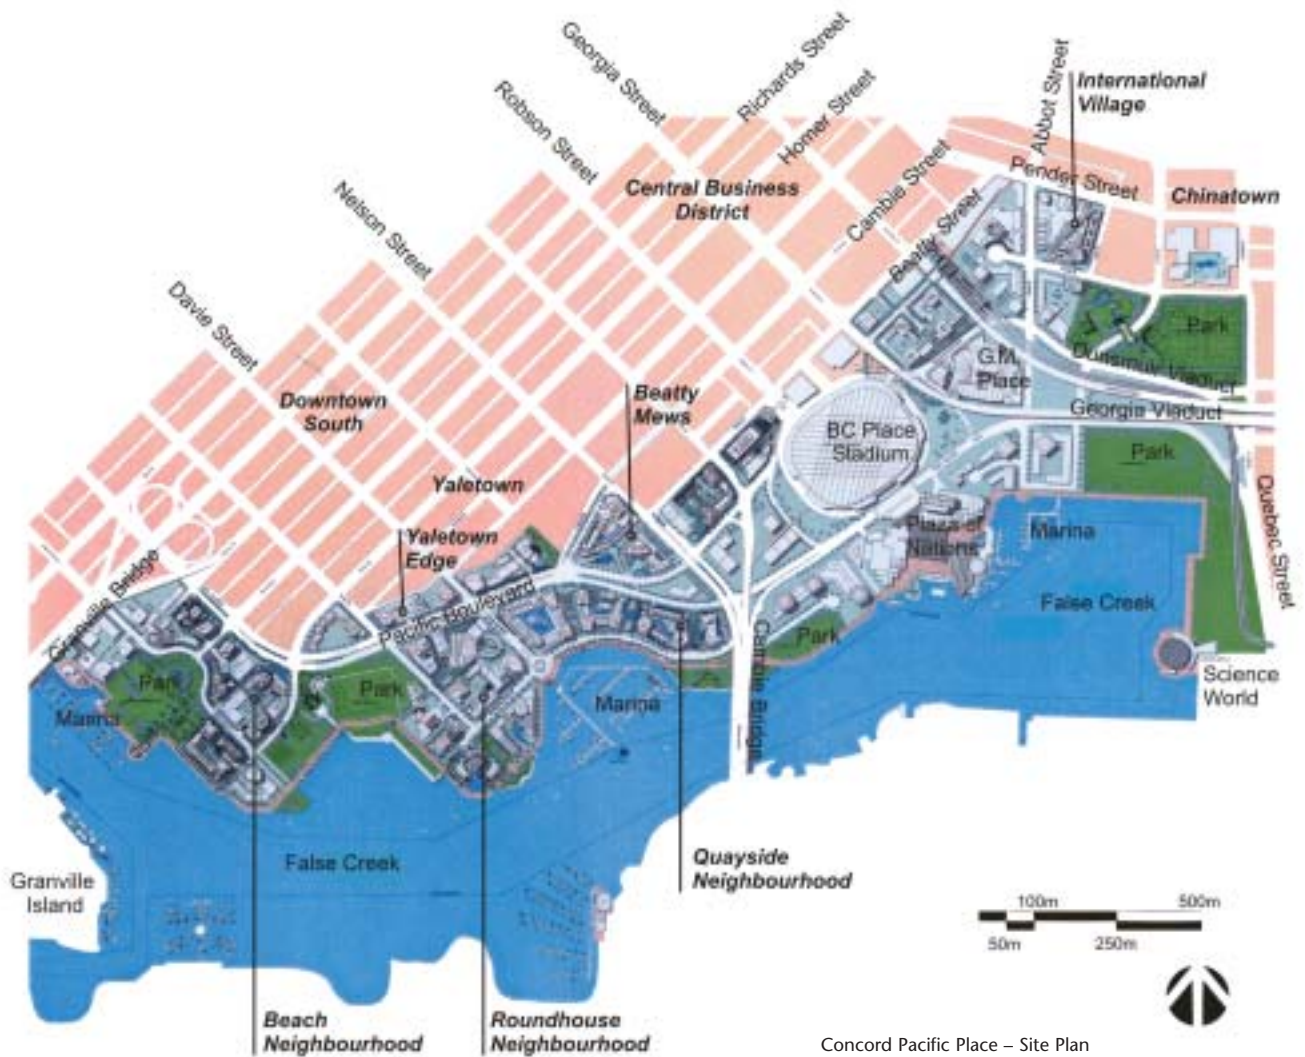 Georgia Street
Richards Street
Robson Street
Homer Street
Abbot Street
International
Village
Nelson Street
Central Business
District
Cambie Street
Pender Street
Chinatown
Beatty Street
Davie Street
Park
G.M.
Place
Dunsmuir Viaduct
Downtown
South
Beatty
Mews
Georgia Viaduct
BC Place
Stadium
Park
Yaletown
Quebec Street
Yaletown
Edge
Plaza of
Nations
Marina
Granville Bridge
Pacific Boulevard
False Creek
Park
Cambie Bridge
Park
Park
Science
World
Marina
Marina
False Creek
Quayside
Neighbourhood
Granville
Island
100m
500m
50m
250m
Beach
Neighbourhood
Roundhouse
Neighbourhood
Concord Pacific Place – Site Plan